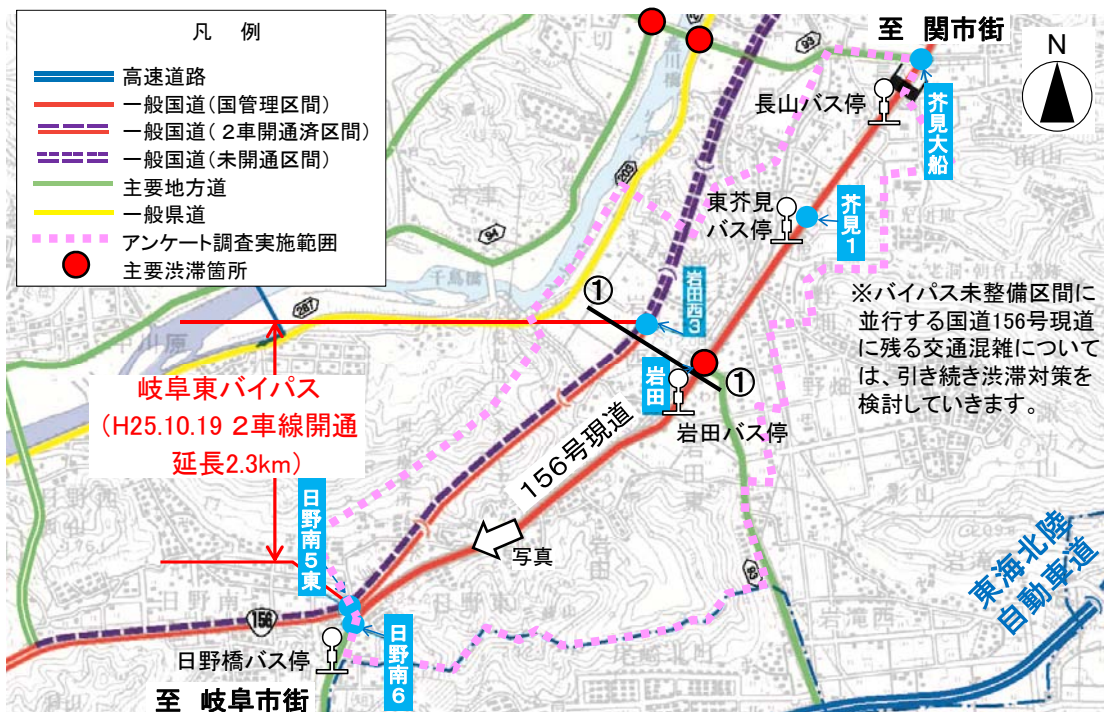 凡 例
高速道路
一般国道(国管理区間)
一般国道(2車開通済区間)
一般国道(未開通区間)
主要地方道
一般県道
アンケート調査実施範囲
主要渋滞箇所
至 関市街
N
長山バス停
芥見大船
東芥見
バス停
芥見1
93
203
94
287
千鳥橋
①
岩田西3
①
岩田
岩田バス停
※バイパス未整備区間に
並行する国道156号現道
に残る交通混雑について
は、引き続き渋滞対策を
検討していきます。
岐阜東バイパス
(H25.10.19 2車線開通
延長2.3km)
156号現道
写真
日野南5東
日野南6
156
日野橋バス停
至 岐阜市街
東海北陸
自動車道